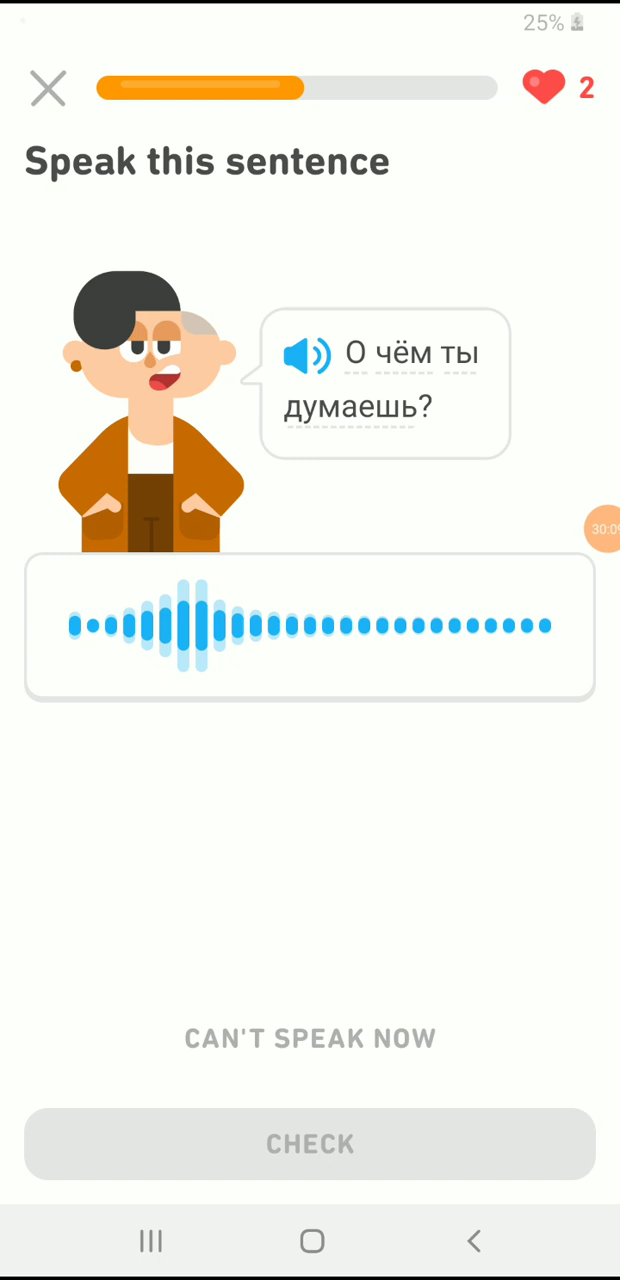 25%
2
Speak this sentence
О чём ты
думаешь?
CAN'T SPEAK NOW
CHECK